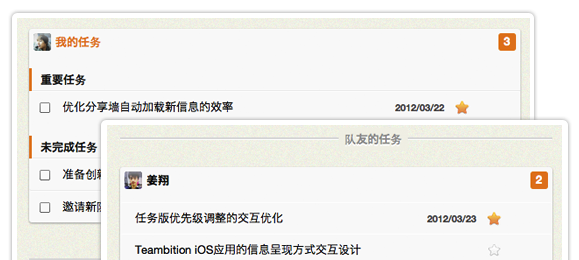 我的任务 3
重要任务
优化分享墙自动加载新信息的效率 2012/03/22
未完成任务
准备创新
邀请新
队友的任务
姜翔 2
任务版优先级调整的交互优化 2012/03/23
Teambition iOS应用的信息呈现方式交互设计